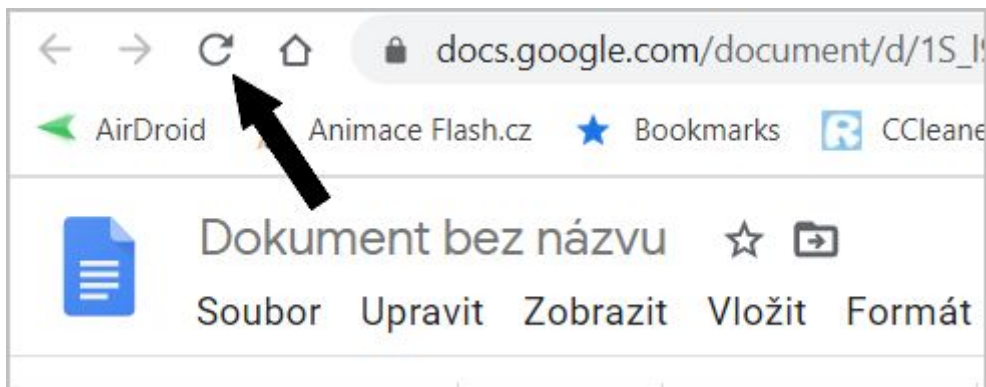 docs.google.com/document/d/1S_l
AirDroid Animace Flash.cz Bookmarks CCleane
Dokument bez názvu
Soubor Upravit Zobrazit Vložit Formát